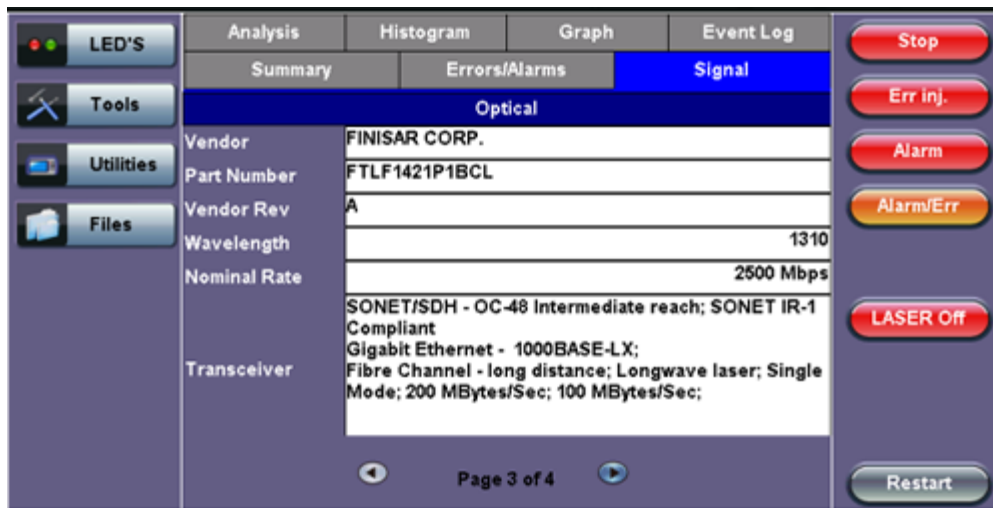 LED'S
Tools
Utilities
Files
Analysis
Histogram
Graph
Event Log
Summary
Errors/Alarms
Signal
Optical
Vendor
FINISAR CORP.
Part Number
FTLF1421P1BCL
Vendor Rev
A
Wavelength
1310
Nominal Rate
2500 Mbps
Transceiver
SONET/SDH - OC-48 Intermediate reach; SONET IR-1
Compliant
Gigabit Ethernet - 1000BASE-LX;
Fibre Channel - long distance; Longwave laser; Single
Mode; 200 MBytes/Sec; 100 MBytes/Sec;
Page 3 of 4
Stop
Err inj.
Alarm
Alarm/Err
LASER Off
Restart